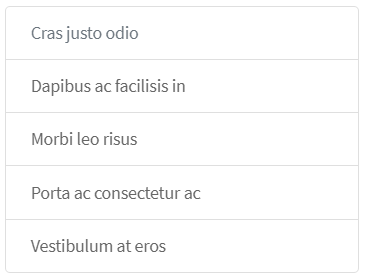 Cras justo odio
Dapibus ac facilisis in
Morbi leo risus
Porta ac consectetur ac
Vestibulum at eros